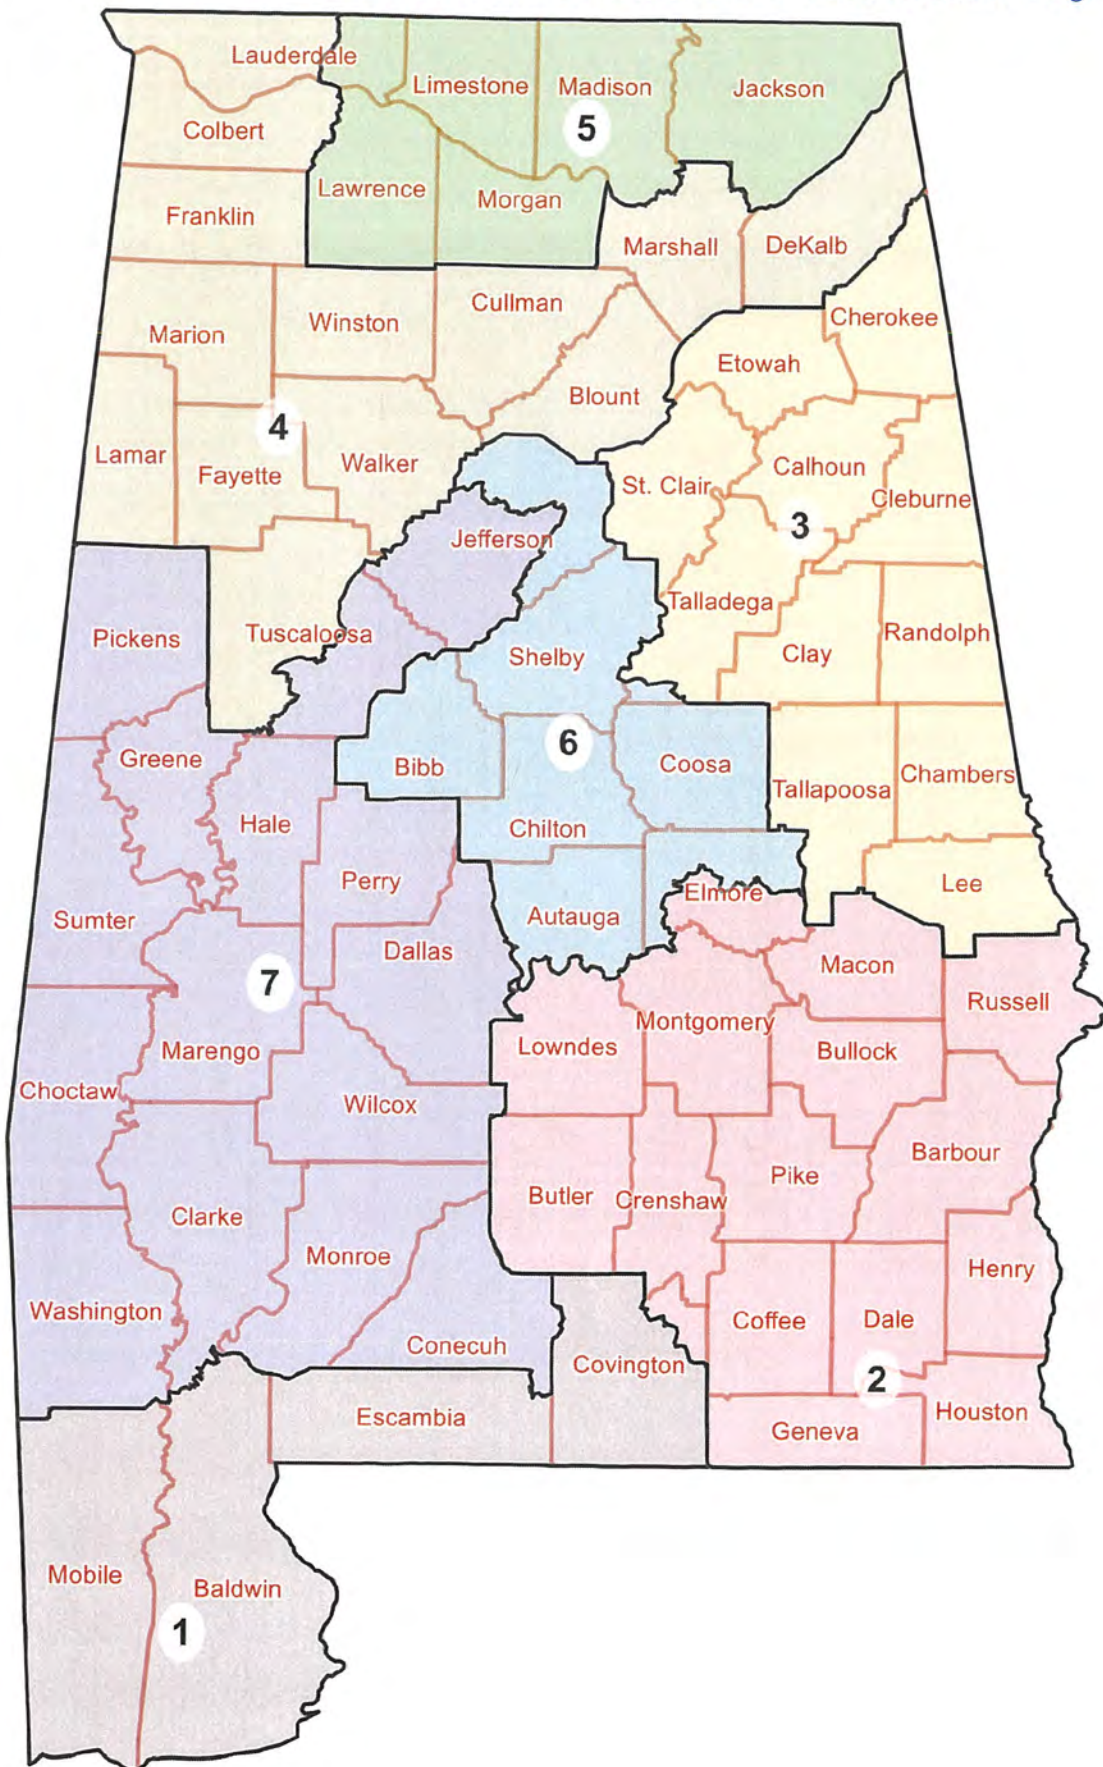 Lauderdale
Limestone
Madison
Jackson
5
Colbert
Lawrence
Morgan
Franklin
Marshall
DeKalb
Cullman
Winston
Marion
Cherokee
Etowah
Blount
4
Lamar
Fayette
Walker
St. Clair
Calhoun
Cleburne
3
Jefferson
Talladega
Pickens
Tuscaloosa
Shelby
Clay
Randolph
6
Greene
Bibb
Coosa
Tallapoosa
Chambers
Hale
Chilton
Perry
Elmore
Lee
Sumter
Autauga
Dallas
7
Macon
Russell
Montgomery
Marengo
Lowndes
Bullock
Choctaw
Wilcox
Barbour
Butler
Crenshaw
Pike
Clarke
Monroe
Henry
Washington
Coffee
Dale
Conecuh
Covington
2
Escambia
Houston
Geneva
Mobile
Baldwin
1